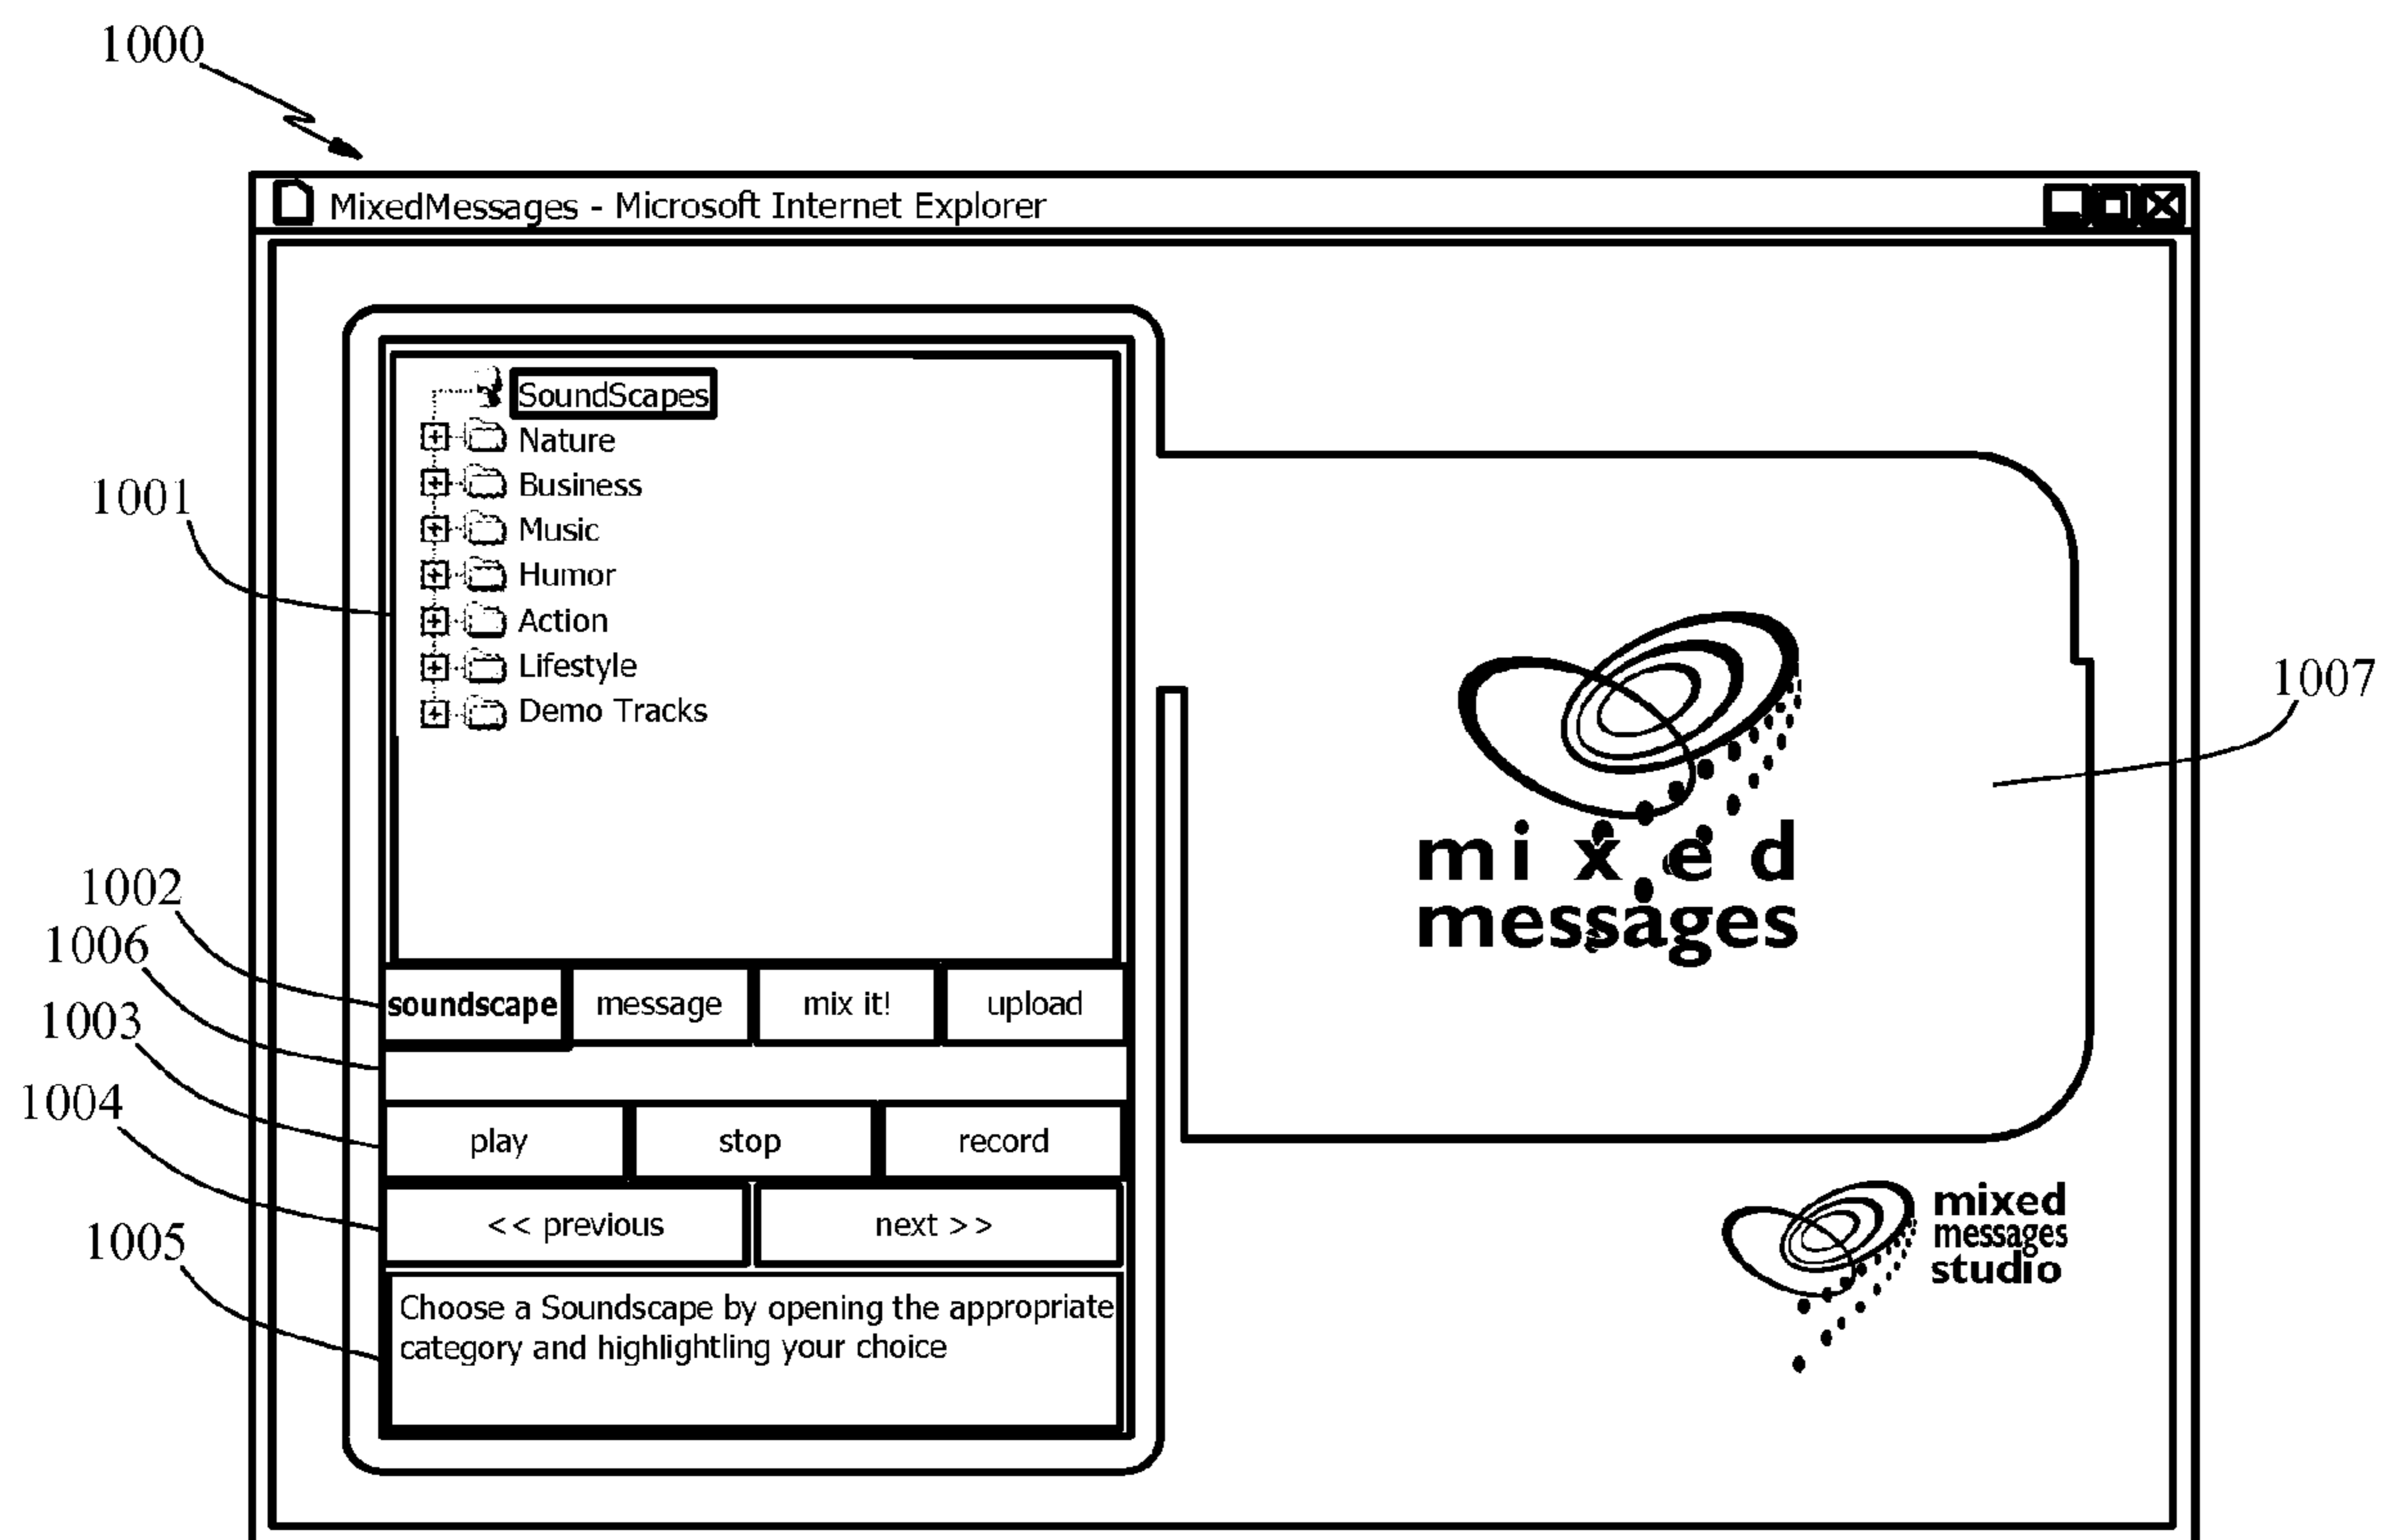 1000
MixedMessages - Microsoft Internet Explorer
SoundScapes
Nature
Business
1001
Music
Humor
Action
Lifestyle
Demo Tracks
1007
mixed
messages
1002
1006
soundscape message mix it! upload
1003
1004
play stop record
<< previous next >>
1005
mixed
messages
studio
Choose a Soundscape by opening the appropriate
category and highlightling your choice